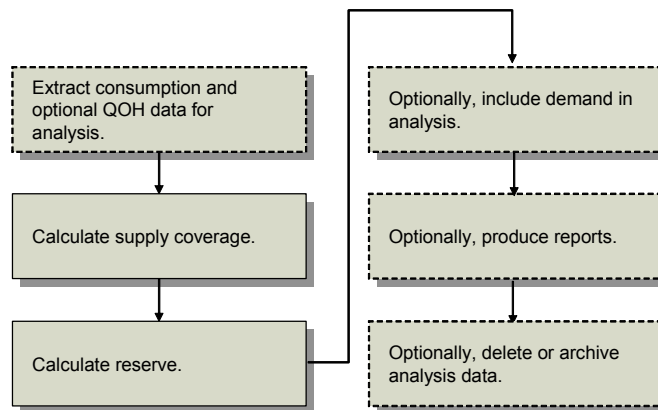 Extract consumption and
optional QOH data for
analysis.
Calculate supply coverage.
Calculate reserve.
Optionally, include demand in
analysis.
Optionally, produce reports.
Optionally, delete or archive
analysis data.